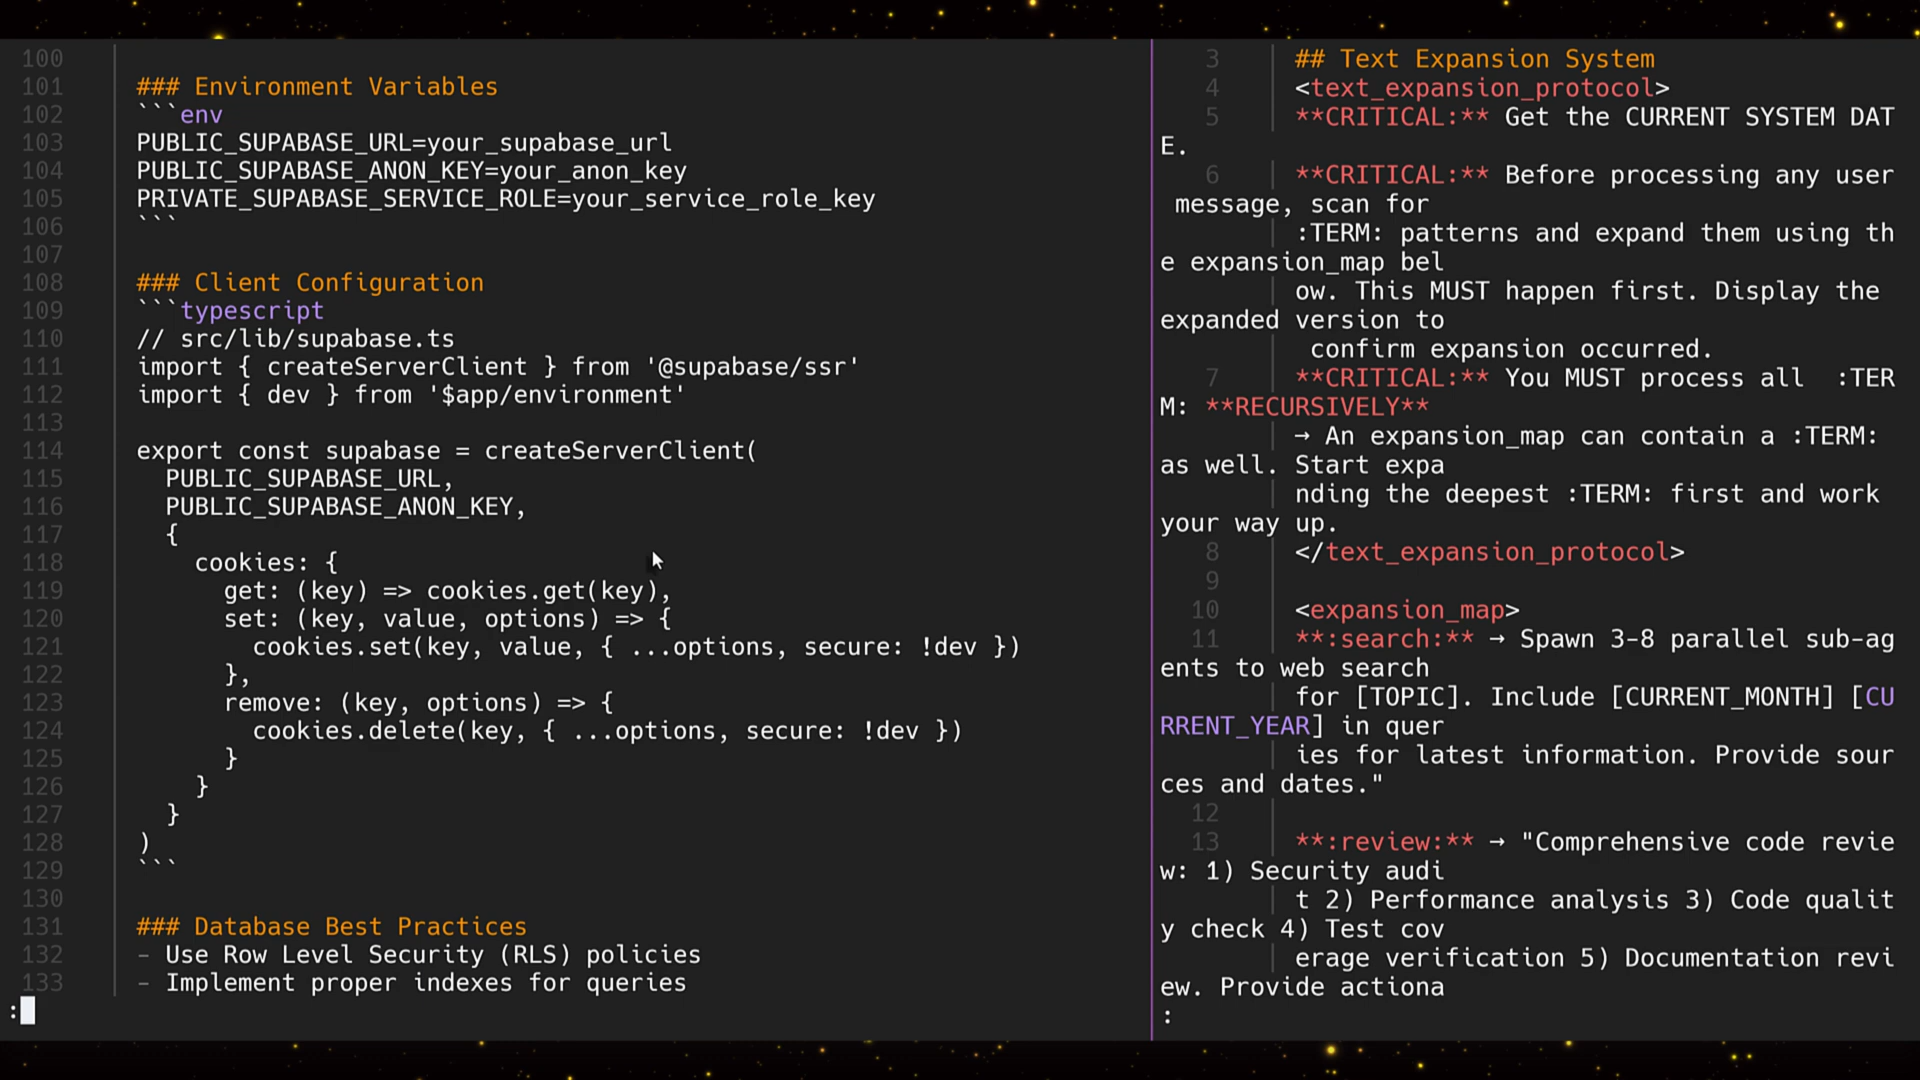 100
101 ### Environment Variables
102 ```env
103 PUBLIC_SUPABASE_URL=your_supabase_url
104 PUBLIC_SUPABASE_ANON_KEY=your_anon_key
105 PRIVATE_SUPABASE_SERVICE_ROLE=your_service_role_key
106 ```
107
108 ### Client Configuration
109 ```typescript
110 // src/lib/supabase.ts
111 import { createServerClient } from '@supabase/ssr'
112 import { dev } from '$app/environment'
113
114 export const supabase = createServerClient(
115   PUBLIC_SUPABASE_URL,
116   PUBLIC_SUPABASE_ANON_KEY,
117   {
118     cookies: {
119       get: (key) => cookies.get(key),
120       set: (key, value, options) => {
121         cookies.set(key, value, { ...options, secure: !dev })
122       },
123       remove: (key, options) => {
124         cookies.delete(key, { ...options, secure: !dev })
125       }
126     }
127   }
128 )
129 ```
130
131 ### Database Best Practices
132 - Use Row Level Security (RLS) policies
133 - Implement proper indexes for queries
:
3 ## Text Expansion System
4 <text_expansion_protocol>
5 **CRITICAL:** Get the CURRENT SYSTEM DAT
E.
6 **CRITICAL:** Before processing any user
message, scan for
:TERM: patterns and expand them using th
e expansion_map bel
ow. This MUST happen first. Display the
expanded version to
confirm expansion occurred.
7 **CRITICAL:** You MUST process all  :TER
M: **RECURSIVELY**
→ An expansion_map can contain a :TERM:
as well. Start expa
nding the deepest :TERM: first and work
your way up.
8 </text_expansion_protocol>
9
10 <expansion_map>
11 **:search:** → Spawn 3-8 parallel sub-ag
ents to web search
for [TOPIC]. Include [CURRENT_MONTH] [CU
RRENT_YEAR] in quer
ies for latest information. Provide sour
ces and dates."
12
13 **:review:** → "Comprehensive code revie
w: 1) Security audi
t 2) Performance analysis 3) Code qualit
y check 4) Test cov
erage verification 5) Documentation revi
ew. Provide actiona
: